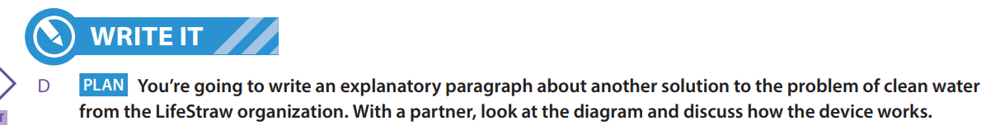 WRITE IT
D PLAN You're going to write an explanatory paragraph about another solution to the problem of clean water
from the LifeStraw organization. With a partner, look at the diagram and discuss how the device works.
T